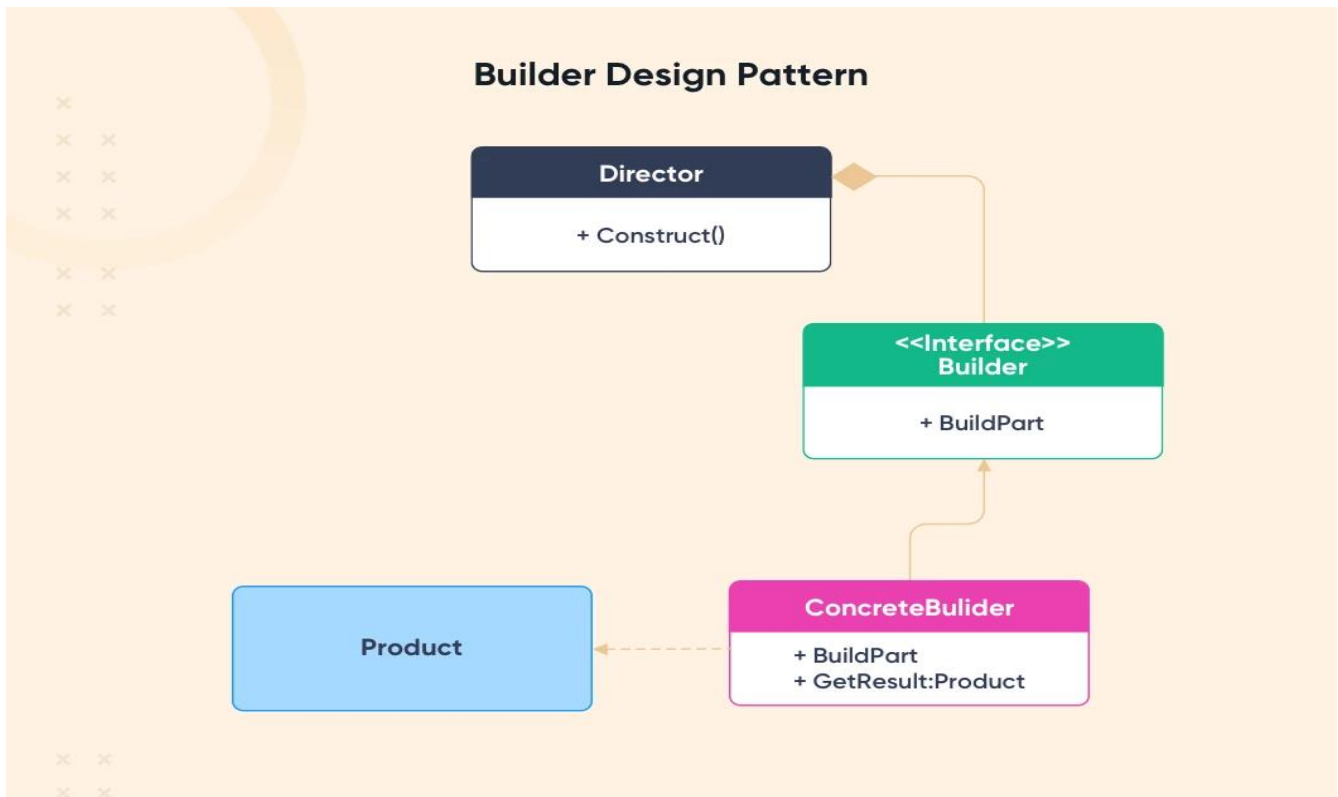 Builder Design Pattern
Director
+ Construct()
<<Interface>>
Builder
+ BuildPart
Product
ConcreteBulider
+ BuildPart
+ GetResult:Product